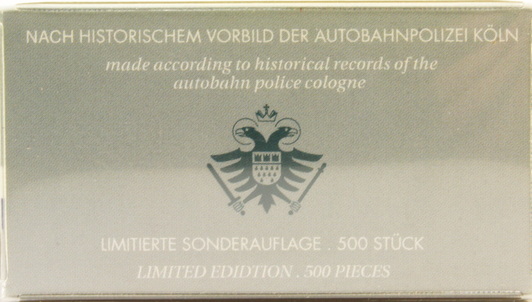 NACH HISTORISCHEM VORBILD DER AUTOBAHNPOLIZEI KÖLN
made according to historical records of the
autobahn police cologne
LIMITIERTE SONDERAUFLAGE . 500 STÜCK
LIMITED EDIDTION . 500 PIECES